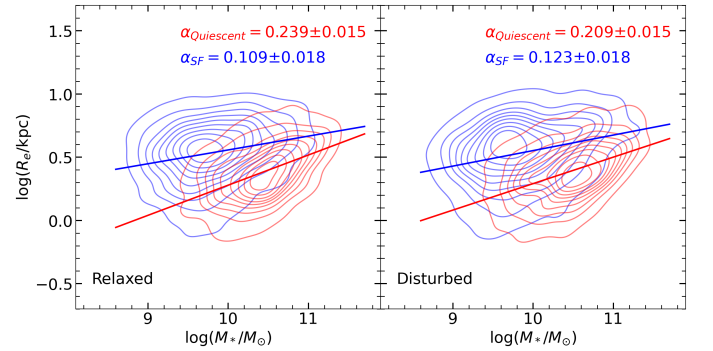 α_Quiescent = 0.239±0.015
α_SF = 0.109±0.018
α_Quiescent = 0.209±0.015
α_SF = 0.123±0.018
1.5
1.0
0.5
0.0
−0.5
log(R_e/kpc)
Relaxed
Disturbed
9 10 11
9 10 11
log(M_*/M_⊙)
log(M_*/M_⊙)